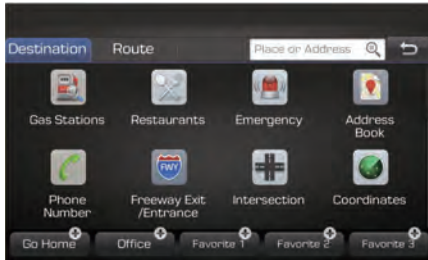 Destination Route Place or Address
Gas Stations Restaurants Emergency Address Book
Phone Number Freeway Exit /Entrance Intersection Coordinates
FWY
Go Home Office Favorite 1 Favorite 2 Favorite 3